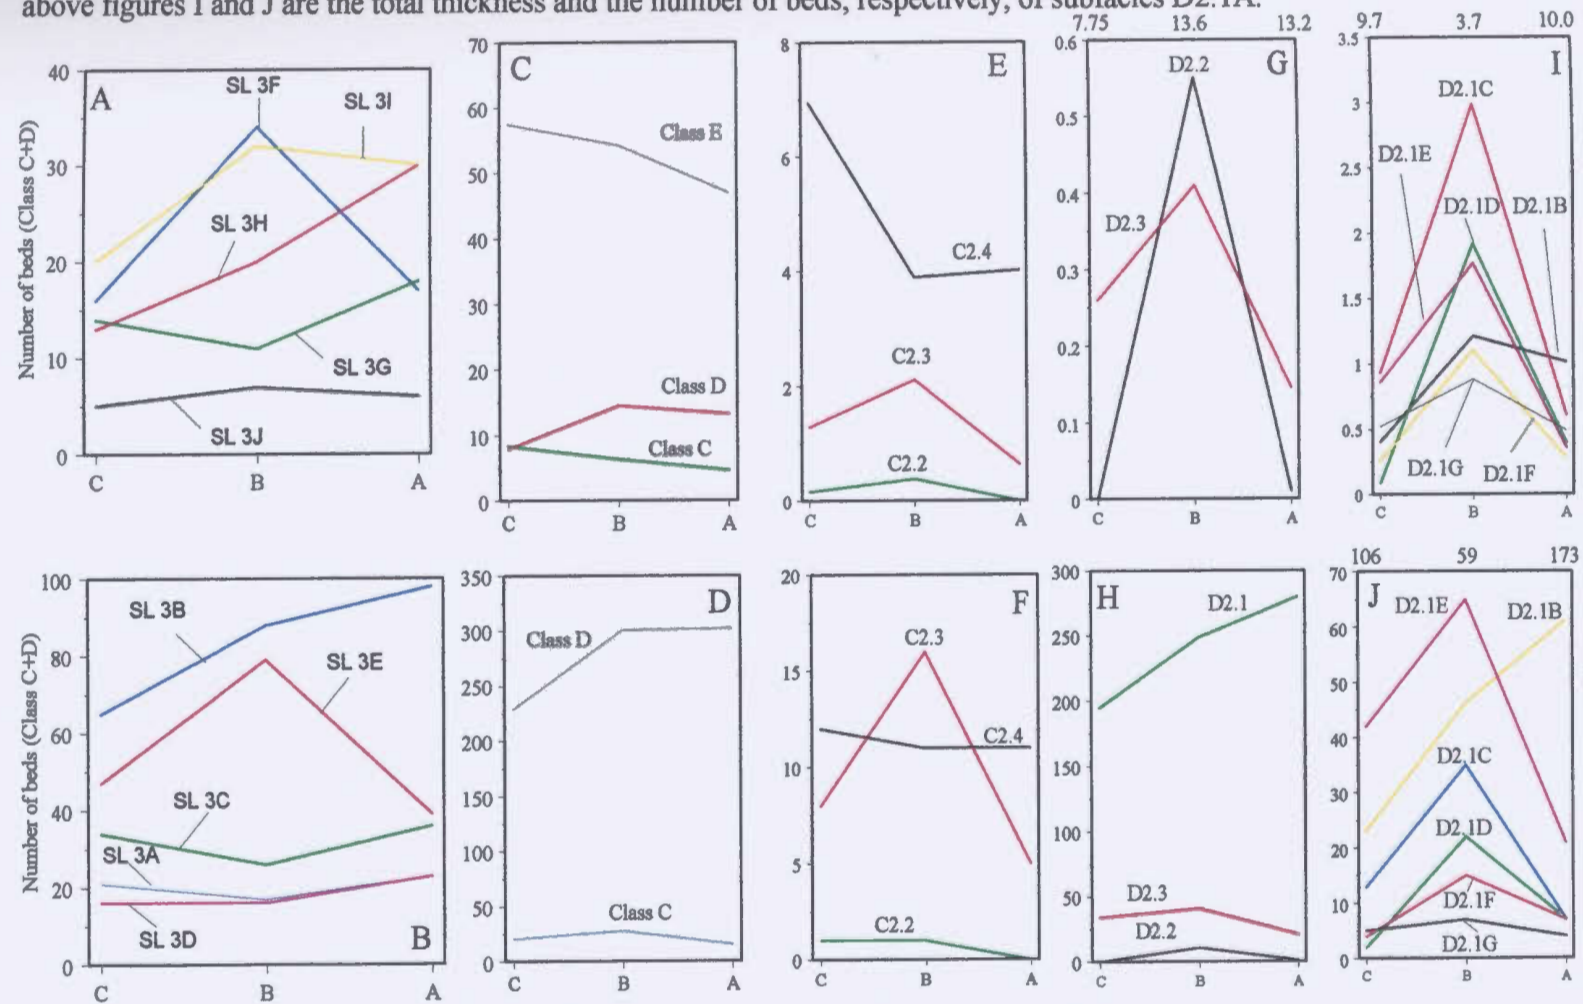 above figures I and J are the total thickness and the number of beds, respectively, of subfacies D2.1A.
7.75 13.6 13.2
9.7 3.7 10.0
Number of beds (Class C+D)
40
30
20
10
0
A
SL 3F
SL 3I
SL 3H
SL 3G
SL 3J
C B A
70
60
50
40
30
20
10
0
C
Class E
Class D
Class C
C B A
8
6
4
2
0
E
C2.4
C2.3
C2.2
C B A
0.6
0.5
0.4
0.3
0.2
0.1
0
G
D2.2
D2.3
C B A
3.5
3
2.5
2
1.5
1
0.5
0
I
D2.1C
D2.1E
D2.1D
D2.1B
D2.1G
D2.1F
C B A
Number of beds (Class C+D)
100
80
60
40
20
0
SL 3B
SL 3E
SL 3C
SL 3A
SL 3D
B
C B A
350
300
250
200
150
100
50
0
D
Class D
Class C
C B A
20
15
10
5
0
F
C2.3
C2.4
C2.2
C B A
300
250
200
150
100
50
0
H
D2.1
D2.3
D2.2
C B A
106 59 173
70
60
50
40
30
20
10
0
J
D2.1E
D2.1B
D2.1C
D2.1D
D2.1F
D2.1G
C B A